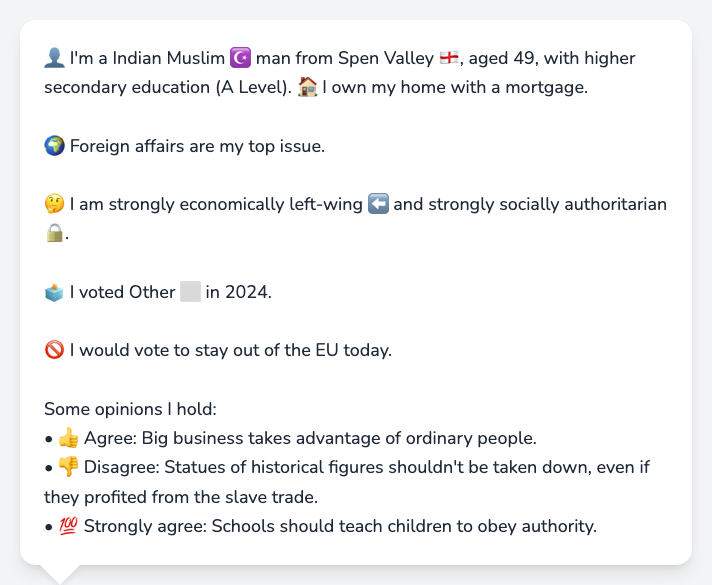 👤 I'm a Indian Muslim ☪️ man from Spen Valley 🏴󠁧󠁢󠁥󠁮󠁧󠁿, aged 49, with higher
secondary education (A Level). 🏠 I own my home with a mortgage.
🌍 Foreign affairs are my top issue.
🤔 I am strongly economically left-wing ⬅️ and strongly socially authoritarian
🔒.
🗳️ I voted Other ⬜ in 2024.
🚫 I would vote to stay out of the EU today.
Some opinions I hold:
• 👍 Agree: Big business takes advantage of ordinary people.
• 👎 Disagree: Statues of historical figures shouldn't be taken down, even if
they profited from the slave trade.
• 💯 Strongly agree: Schools should teach children to obey authority.